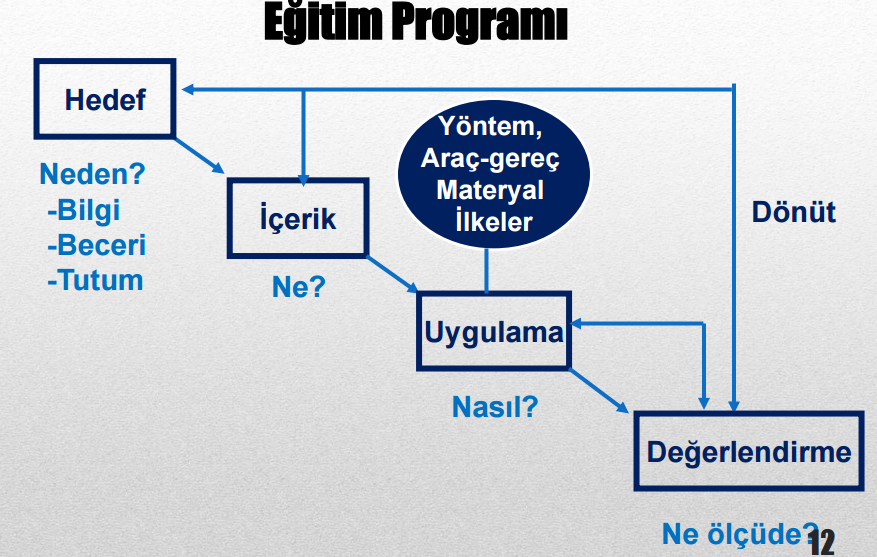 Eğitim Programı
Hedef
Neden?
-Bilgi
-Beceri
-Tutum
İçerik
Ne?
Yöntem,
Araç-gereç
Materyal
İlkeler
Uygulama
Nasıl?
Dönüt
Değerlendirme
Ne ölçüde?
12